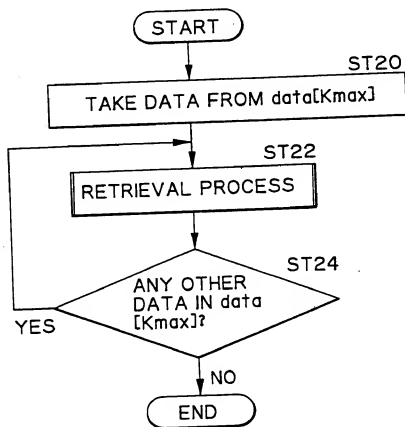 START
ST20
TAKE DATA FROM data[Kmax]
ST22
RETRIEVAL PROCESS
ST24
ANY OTHER
DATA IN data
[Kmax]?
YES
NO
END